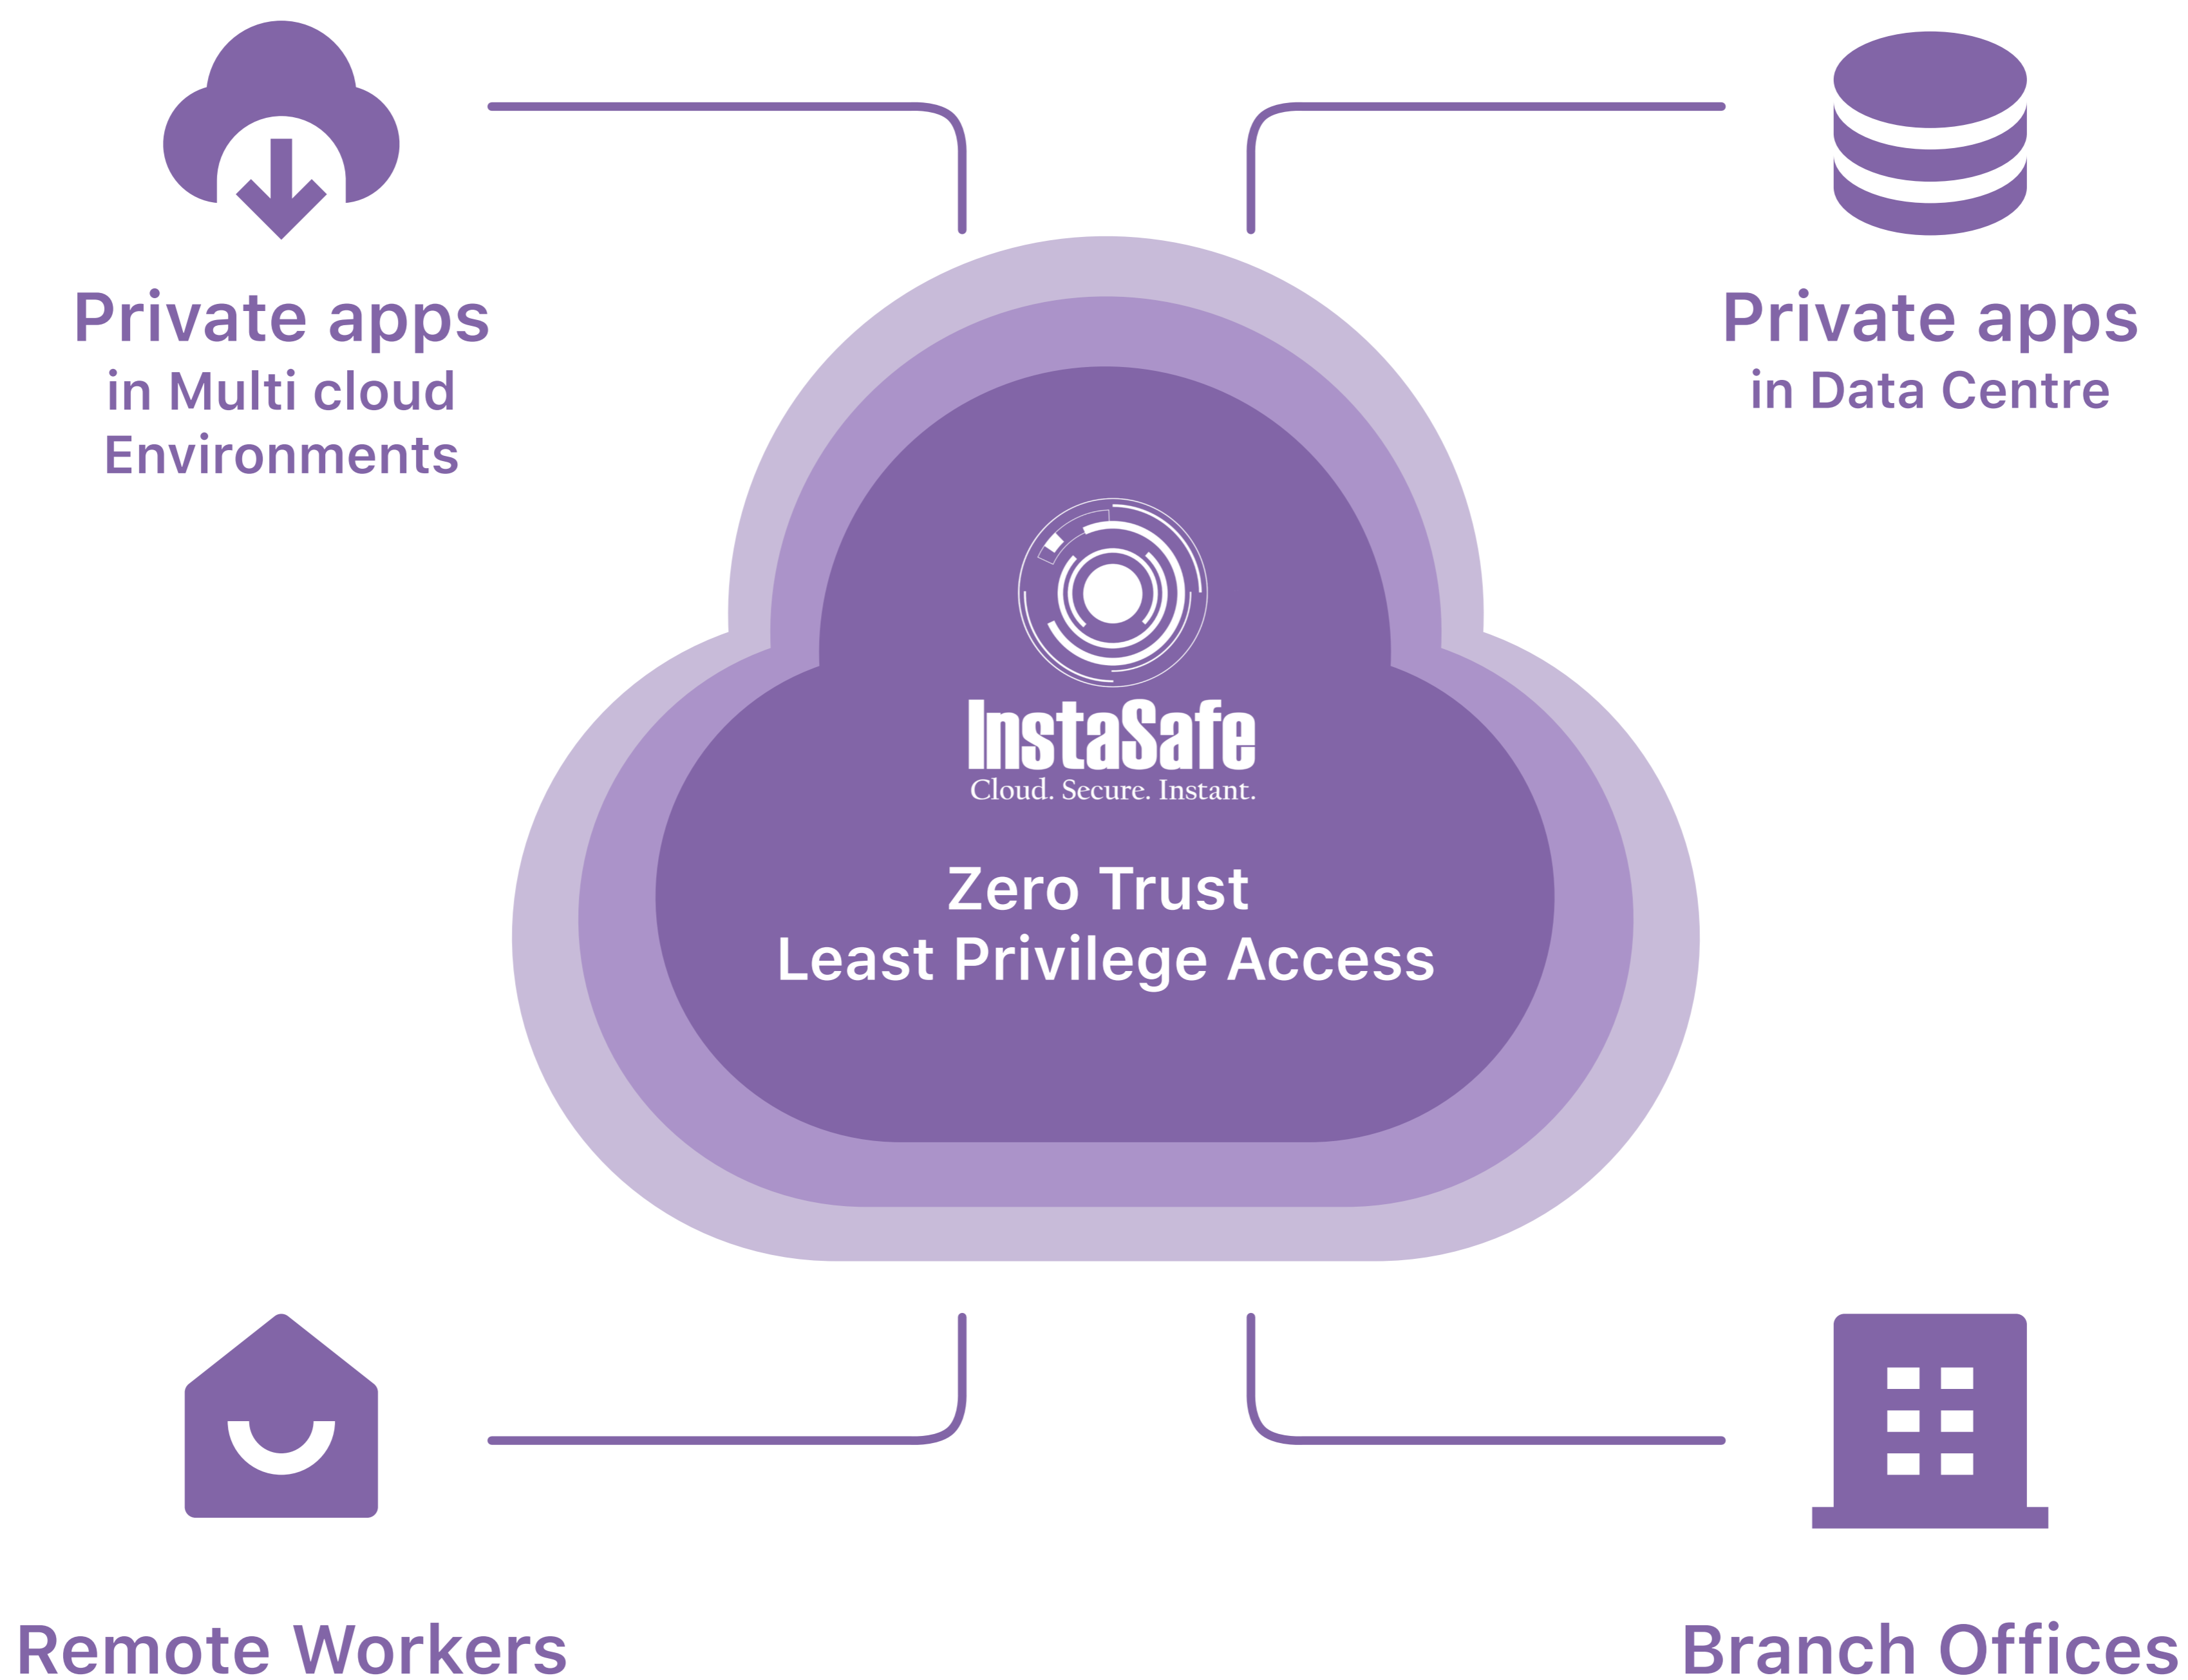 Private apps
in Multi cloud
Environments
Private apps
in Data Centre
InstaSafe
Cloud. Secure. Instant.
Zero Trust
Least Privilege Access
Remote Workers
Branch Offices